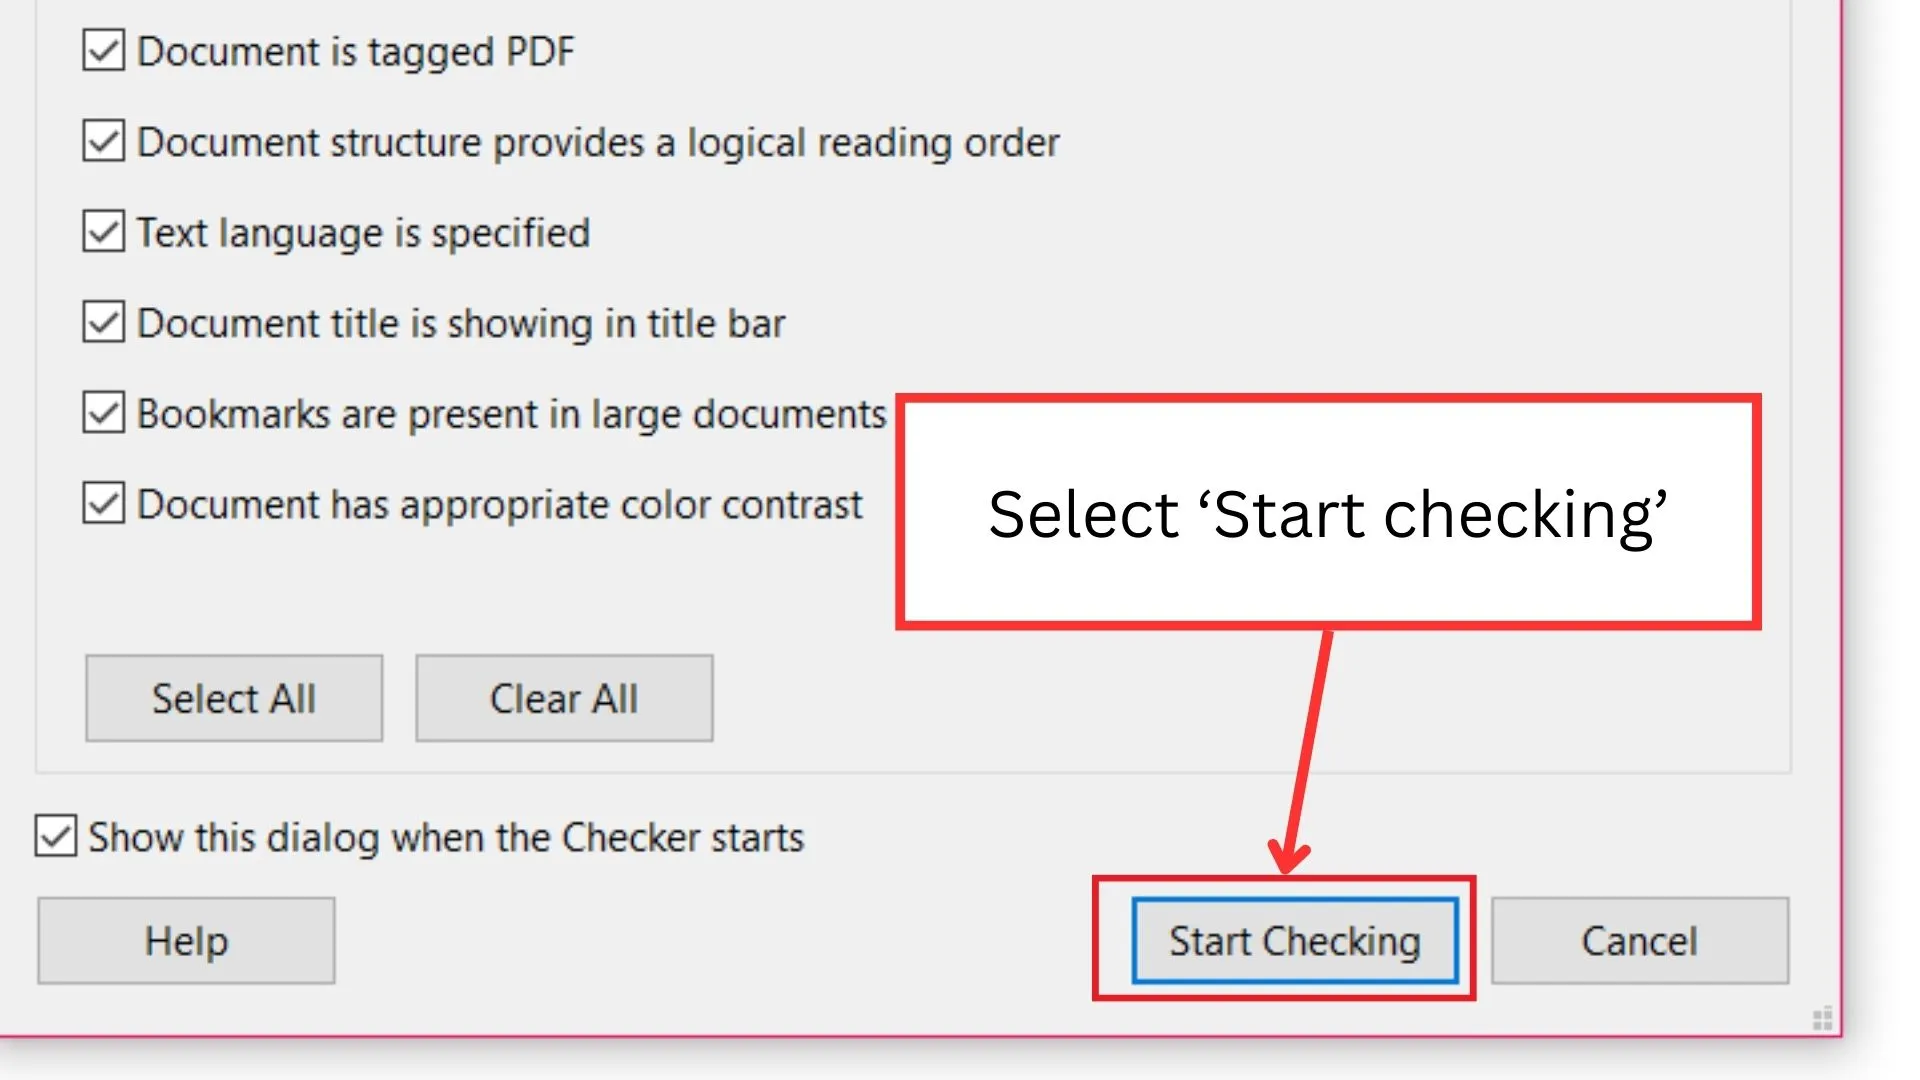 Document is tagged PDF
Document structure provides a logical reading order
Text language is specified
Document title is showing in title bar
Bookmarks are present in large documents
Document has appropriate color contrast
Select ‘Start checking’
Select All
Clear All
Show this dialog when the Checker starts
Help
Start Checking
Cancel